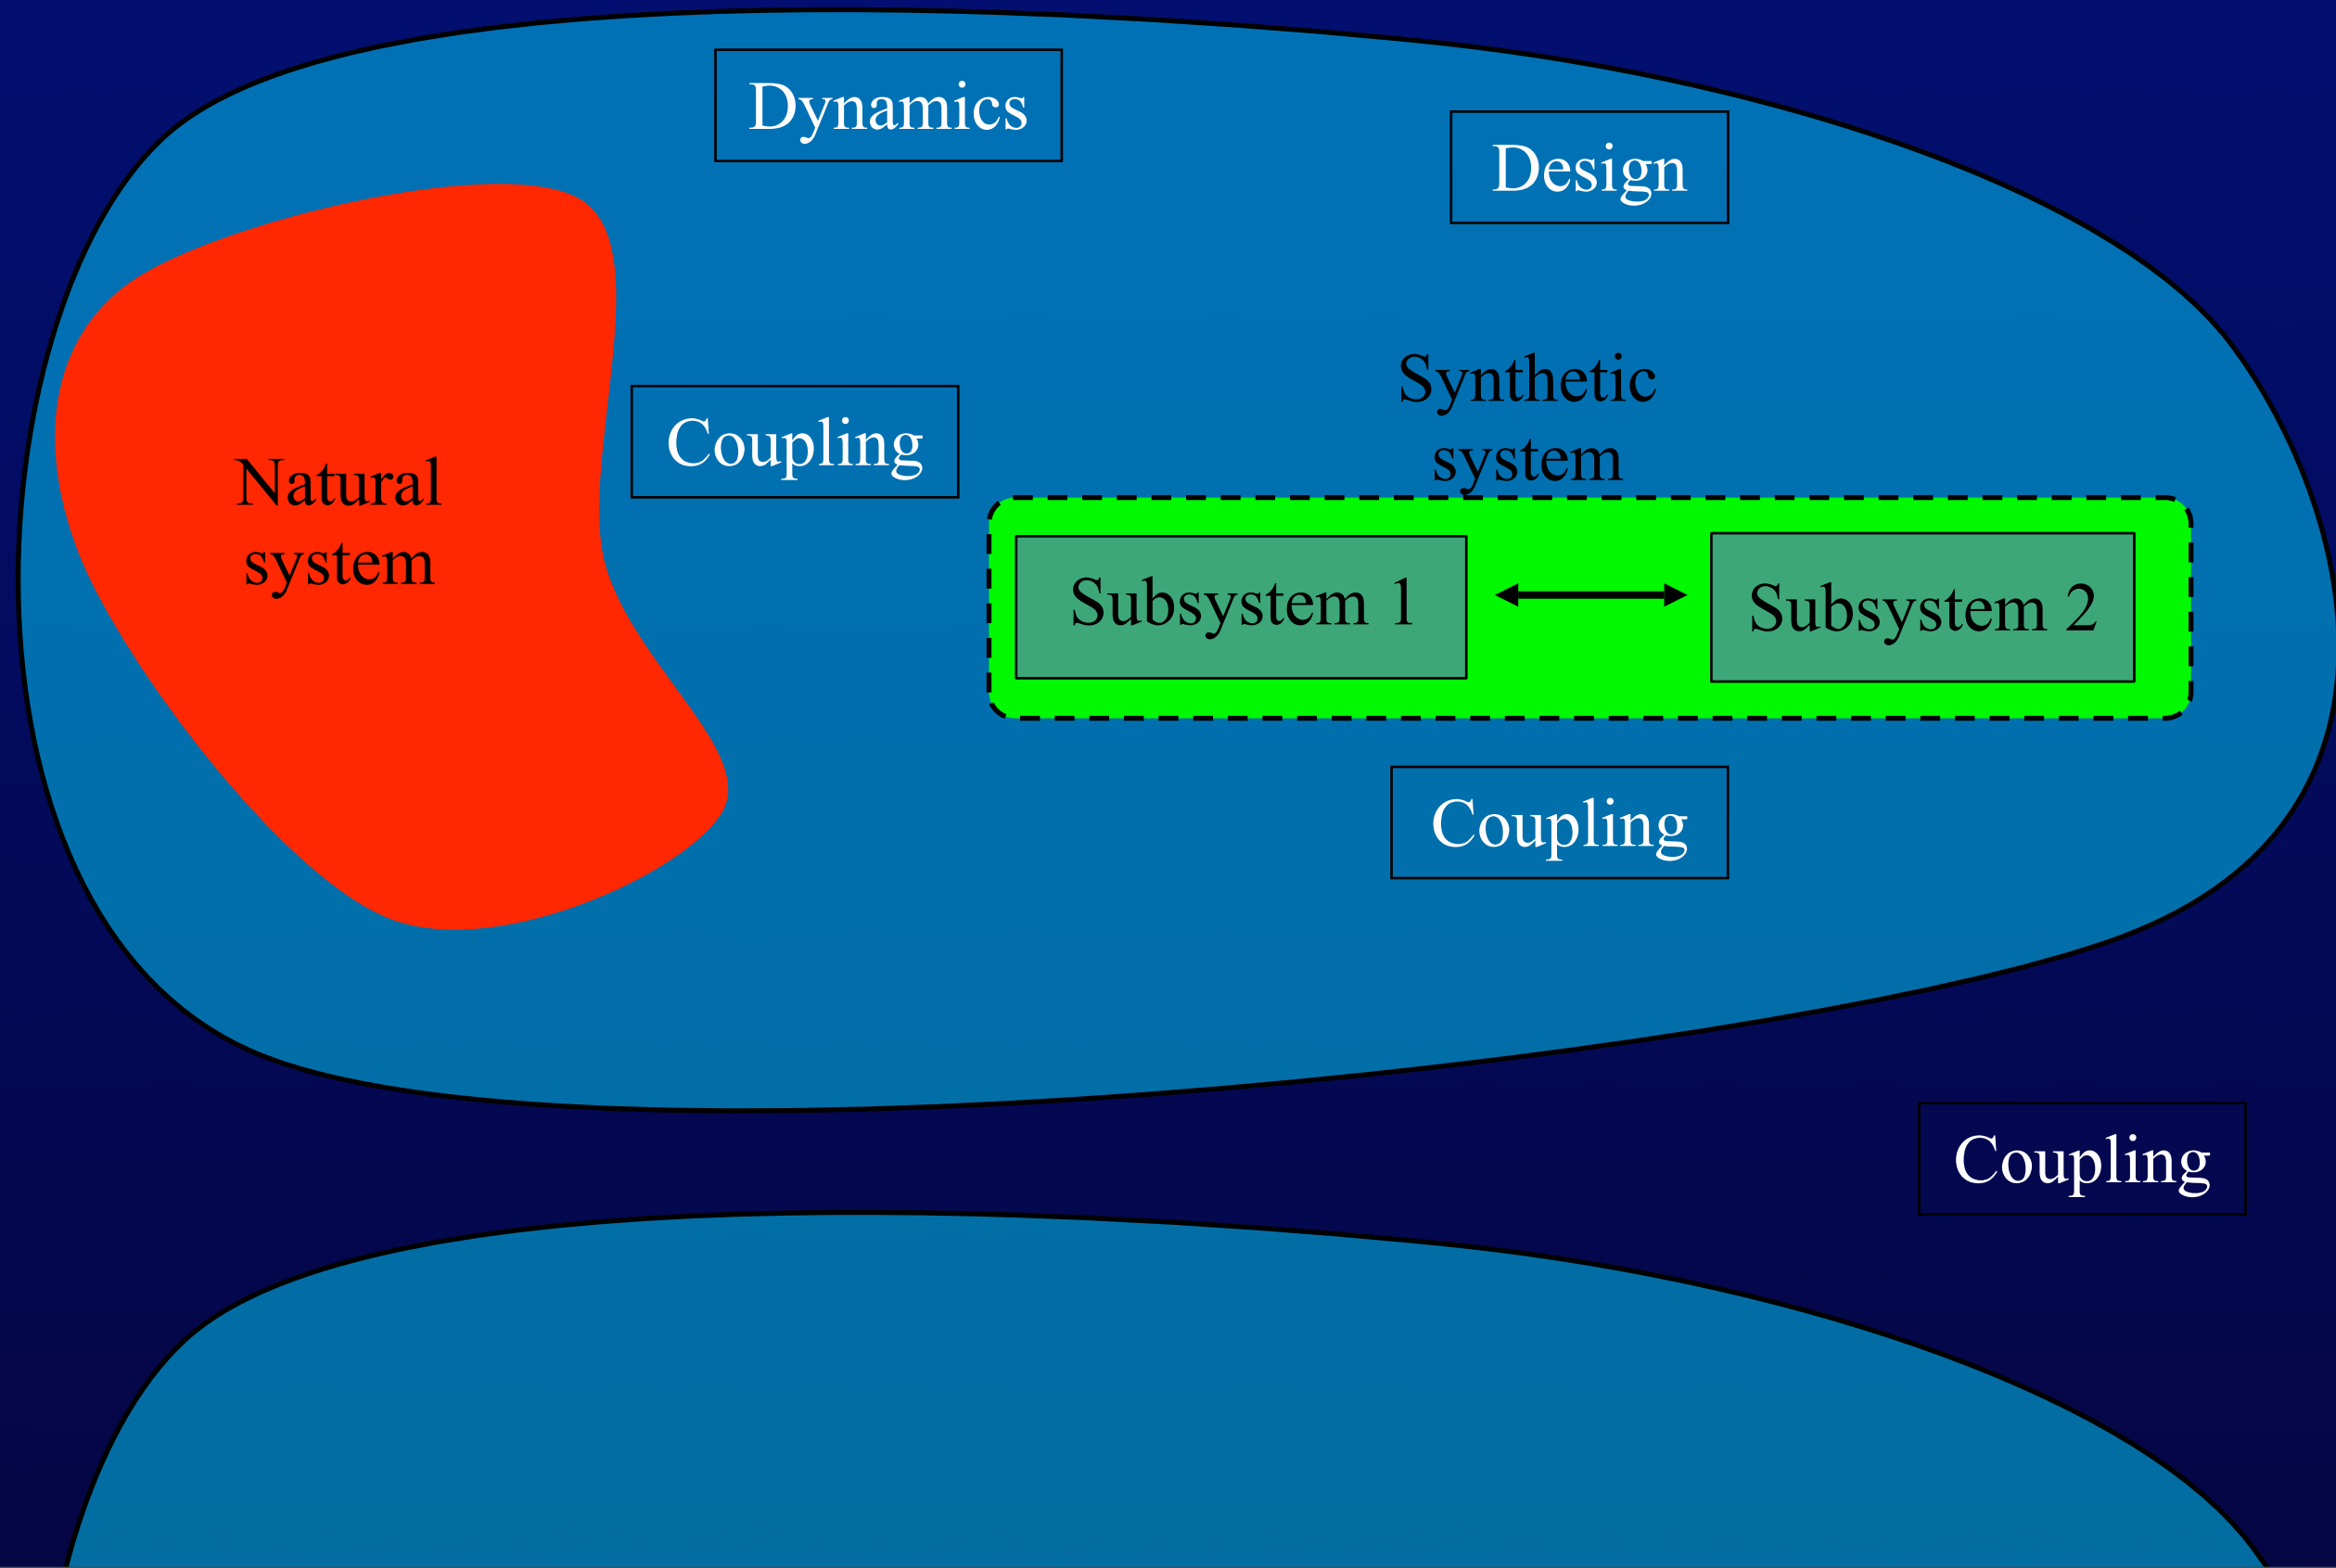 Dynamics
Design
Synthetic
system
Coupling
Natural
system
Subsystem 1
Subsystem 2
Coupling
Coupling